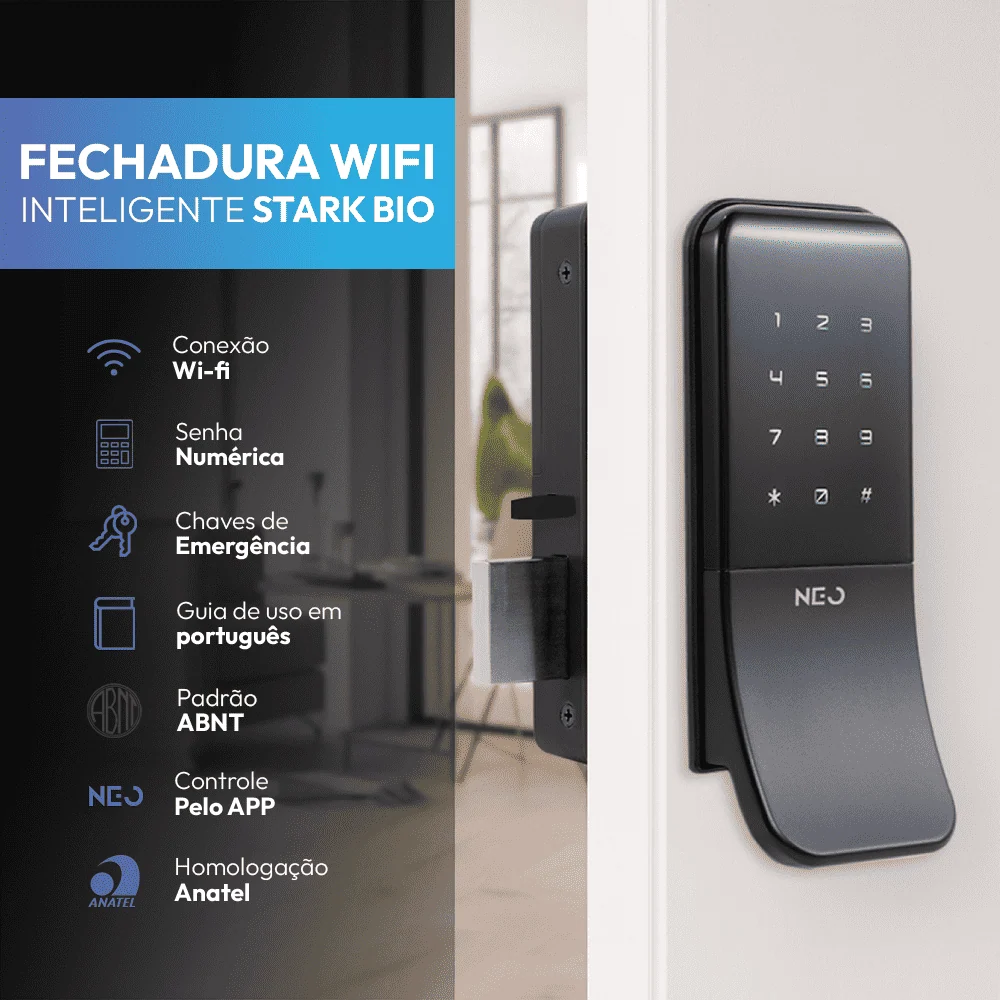 FECHADURA WIFI
INTELIGENTE STARK BIO
Conexão
Wi-fi
Senha
Numérica
Chaves de
Emergência
Guia de uso em
português
ABNT
Padrão
ABNT
NEO
Controle
Pelo APP
ANATEL
Homologação
Anatel
1 2 3
4 5 6
7 8 9
* 0 #
NEO